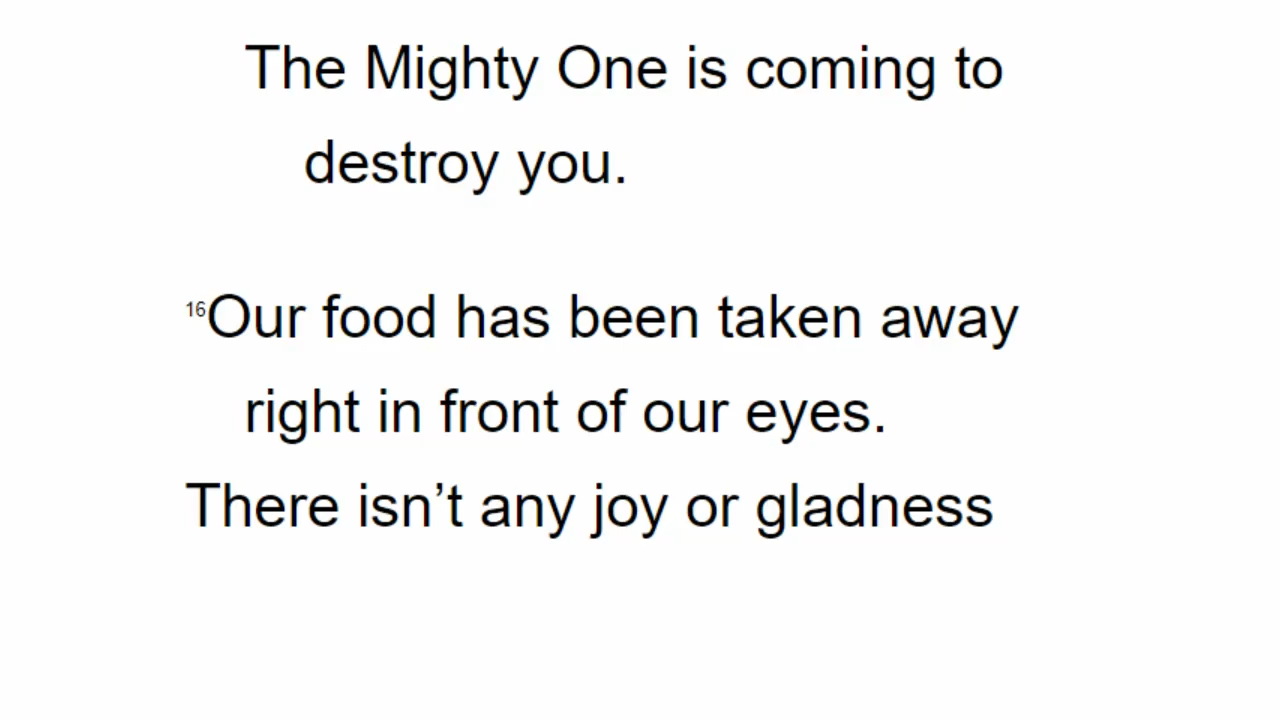 The Mighty One is coming to
destroy you.
16Our food has been taken away
right in front of our eyes.
There isn’t any joy or gladness